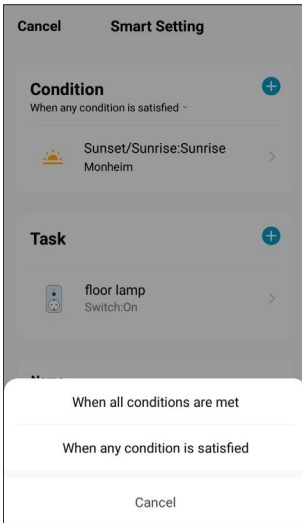 Cancel Smart Setting
Condition
When any condition is satisfied
Sunset/Sunrise:Sunrise
Monheim
Task
floor lamp
Switch:On
Name
When all conditions are met
When any condition is satisfied
Cancel